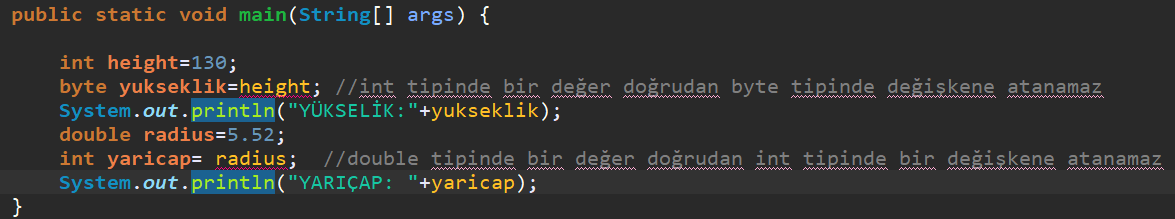 public static void main(String[] args) {
int height=130;
byte yukseklik=height; //int tipinde bir değer doğrudan byte tipinde değişkene atanamaz
System.out.println("YÜKSELİK:"+yukseklik);
double radius=5.52;
int yaricap= radius;  //double tipinde bir değer doğrudan int tipinde bir değişkene atanamaz
System.out.println("YARIÇAP: "+yaricap);
}